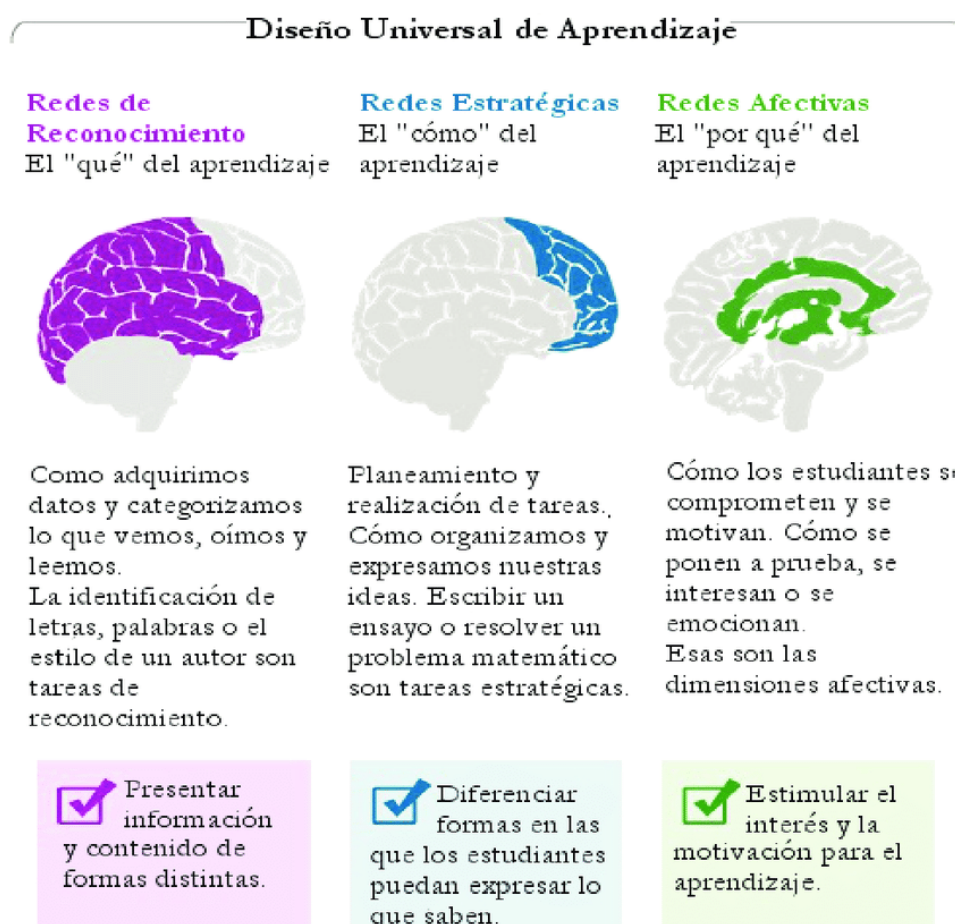 Diseño Universal de Aprendizaje
Redes de
Reconocimiento
El "qué" del aprendizaje
Redes Estratégicas
El "cómo" del
aprendizaje
Redes Afectivas
El "por qué" del
aprendizaje
Como adquirimos
datos y categorizamos
lo que vemos, oímos y
leemos.
La identificación de
letras, palabras o el
estilo de un autor son
tareas de
reconocimiento.
Planeamiento y
realización de tareas.
Cómo organizamos y
expresamos nuestras
ideas. Escribir un
ensayo o resolver un
problema matemático
son tareas estratégicas.
Cómo los estudiantes se
comprometen y se
motivan. Cómo se
ponen a prueba, se
interesan o se
emocionan.
Esas son las
dimensiones afectivas.
Presentar
información
y contenido de
formas distintas.
Diferenciar
formas en las
que los estudiantes
puedan expresar lo
que saben.
Estimular el
interés y la
motivación para el
aprendizaje.